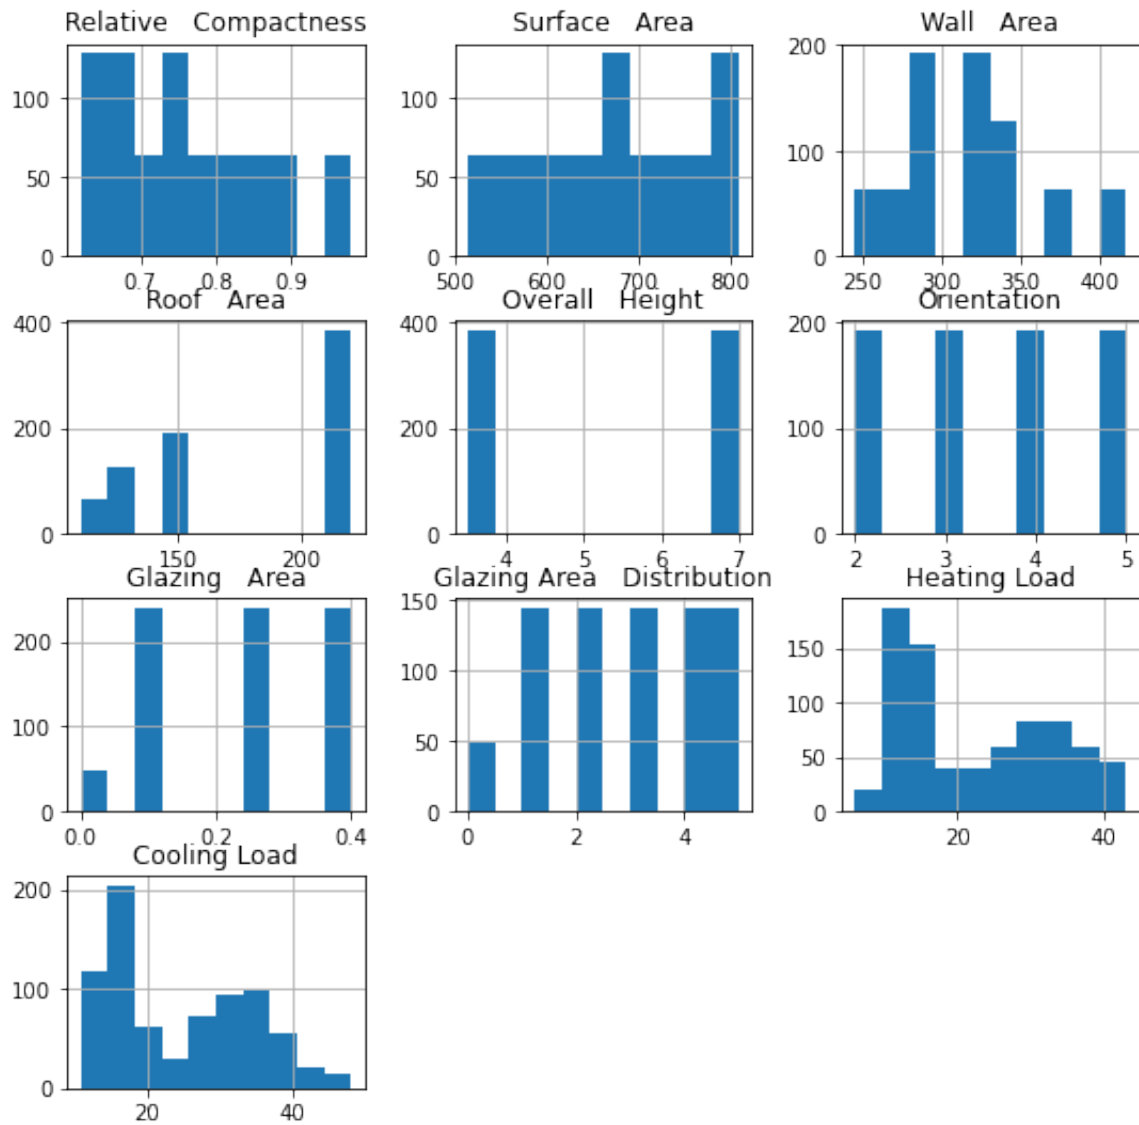 Relative   Compactness
Surface   Area
Wall   Area
100
50
0
0.7 0.8 0.9
100
50
0
500 600 700 800
200
100
0
250 300 350 400
Roof   Area
Overall   Height
Orientation
400
200
0
150 200
400
200
0
4 5 6 7
200
100
0
2 3 4 5
Glazing   Area
Glazing Area   Distribution
Heating Load
200
100
0
0.0 0.2 0.4
150
100
50
0
0 2 4
150
100
50
0
20 40
Cooling Load
200
100
0
20 40